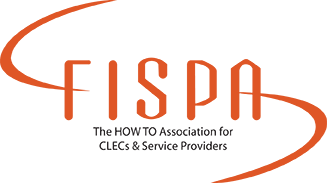 FISPA
The HOW TO Association for
CLECs & Service Providers